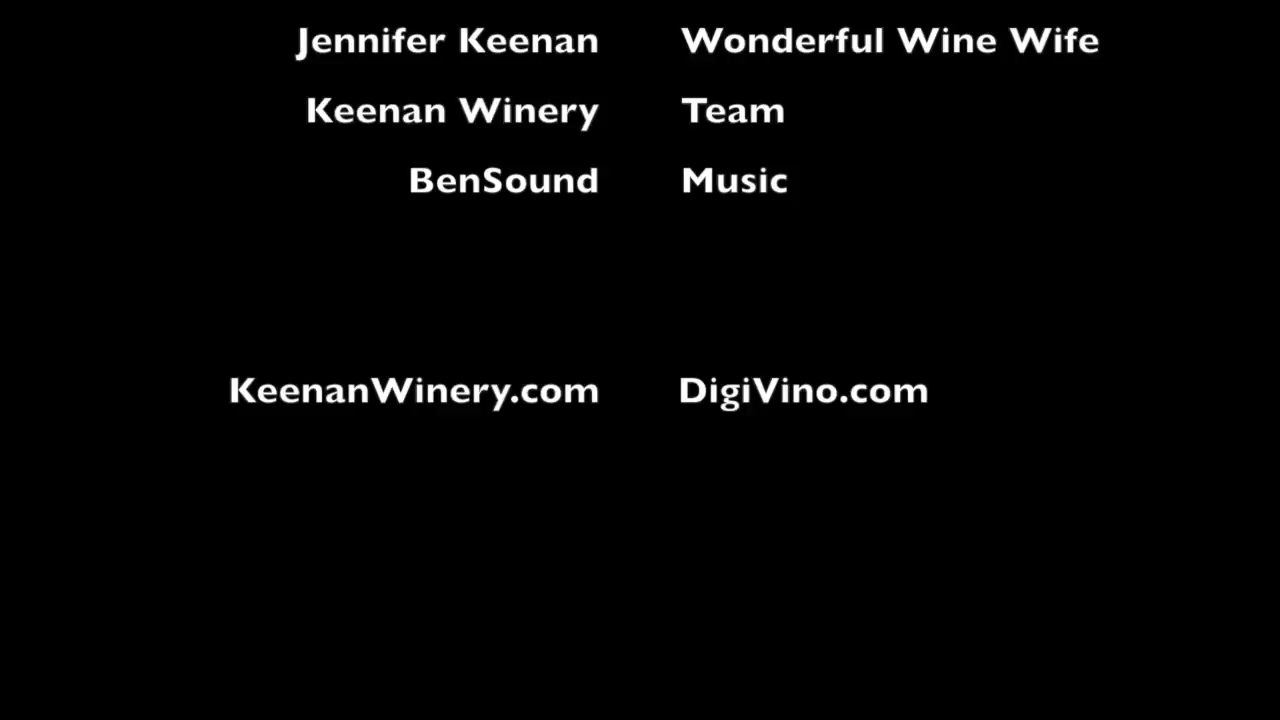 Jennifer Keenan Wonderful Wine Wife
Keenan Winery Team
BenSound Music
KeenanWinery.com DigiVino.com